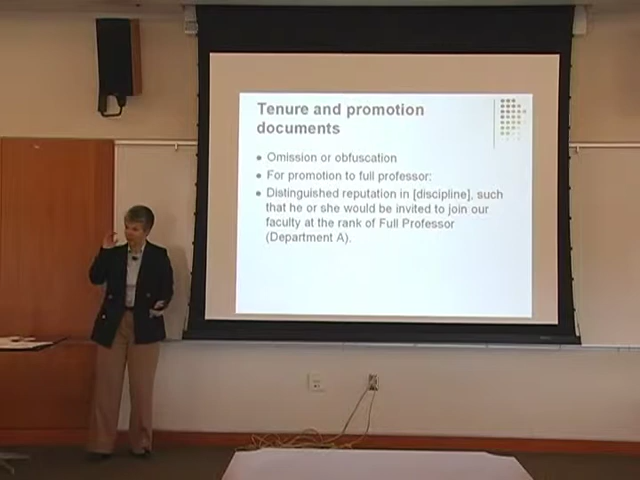 Tenure and promotion
documents
Omission or obfuscation
For promotion to full professor:
Distinguished reputation in [discipline], such
that he or she would be invited to join our
faculty at the rank of Full Professor
(Department A).